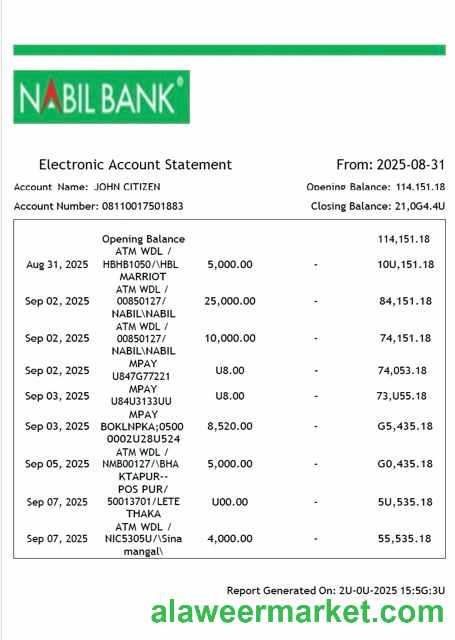 NABIL BANK®
Electronic Account Statement From: 2025-08-31
Account Name: JOHN CITIZEN Opening Balance: 114,151.18
Account Number: 08110017501883 Closing Balance: 21,0G4.4U
Opening Balance 114,151.18
ATM WDL /
Aug 31, 2025 HBHB1050/\HBL 5,000.00 - 10U,151.18
MARRIOT
ATM WDL /
Sep 02, 2025 00850127/ 25,000.00 - 84,151.18
NABIL\NABIL
ATM WDL /
Sep 02, 2025 00850127/ 10,000.00 - 74,151.18
NABIL\NABIL
MPAY
Sep 02, 2025 U8.00 - 74,053.18
U847G77221
MPAY
Sep 03, 2025 U8.00 - 73,U55.18
U84U3133UU
MPAY
Sep 03, 2025 BOKLNPKA;0500 8,520.00 - G5,435.18
0002U28U524
ATM WDL /
Sep 05, 2025 NMB00127/\BHA 5,000.00 - G0,435.18
KTAPUR--
POS PUR/
Sep 07, 2025 50013701/LETE U00.00 - 5U,535.18
THAKA
ATM WDL /
Sep 07, 2025 NIC5305U/\Sina 4,000.00 - 55,535.18
mangal\
Report Generated On: 2U-0U-2025 15:5G:3U
alaweermarket.com